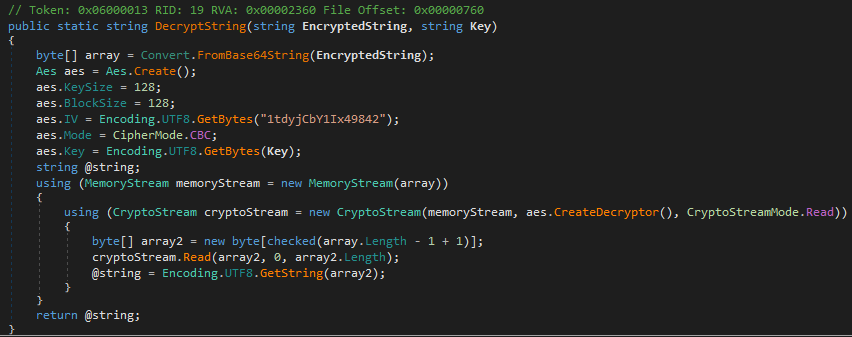 // Token: 0x06000013 RID: 19 RVA: 0x00002360 File Offset: 0x00000760
public static string DecryptString(string EncryptedString, string Key)
{
    byte[] array = Convert.FromBase64String(EncryptedString);
    Aes aes = Aes.Create();
    aes.KeySize = 128;
    aes.BlockSize = 128;
    aes.IV = Encoding.UTF8.GetBytes("1tdyjCbY1Ix49842");
    aes.Mode = CipherMode.CBC;
    aes.Key = Encoding.UTF8.GetBytes(Key);
    string @string;
    using (MemoryStream memoryStream = new MemoryStream(array))
    {
        using (CryptoStream cryptoStream = new CryptoStream(memoryStream, aes.CreateDecryptor(), CryptoStreamMode.Read))
        {
            byte[] array2 = new byte[checked(array.Length - 1 + 1)];
            cryptoStream.Read(array2, 0, array2.Length);
            @string = Encoding.UTF8.GetString(array2);
        }
    }
    return @string;
}